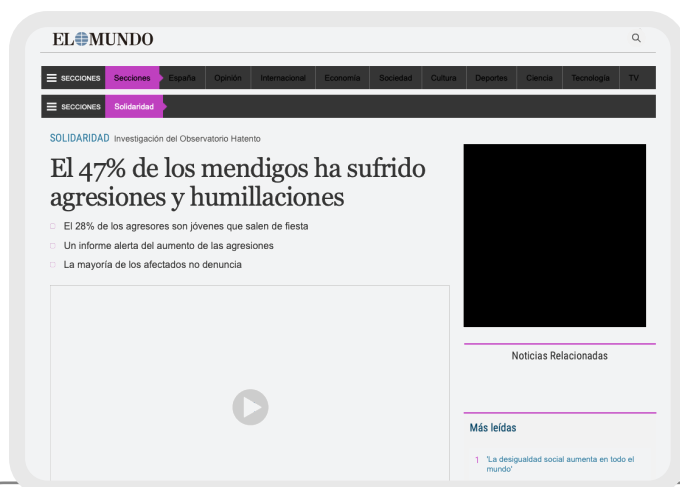 EL MUNDO
SECCIONES Secciones España Opinión Internacional Economía Sociedad Cultura Deportes Ciencia Tecnología TV
SECCIONES Solidaridad
SOLIDARIDAD Investigación del Observatorio Hatento
El 47% de los mendigos ha sufrido
agresiones y humillaciones
El 28% de los agresores son jóvenes que salen de fiesta
Un informe alerta del aumento de las agresiones
La mayoría de los afectados no denuncia
Noticias Relacionadas
Más leídas
1 'La desigualdad social aumenta en todo el
mundo'